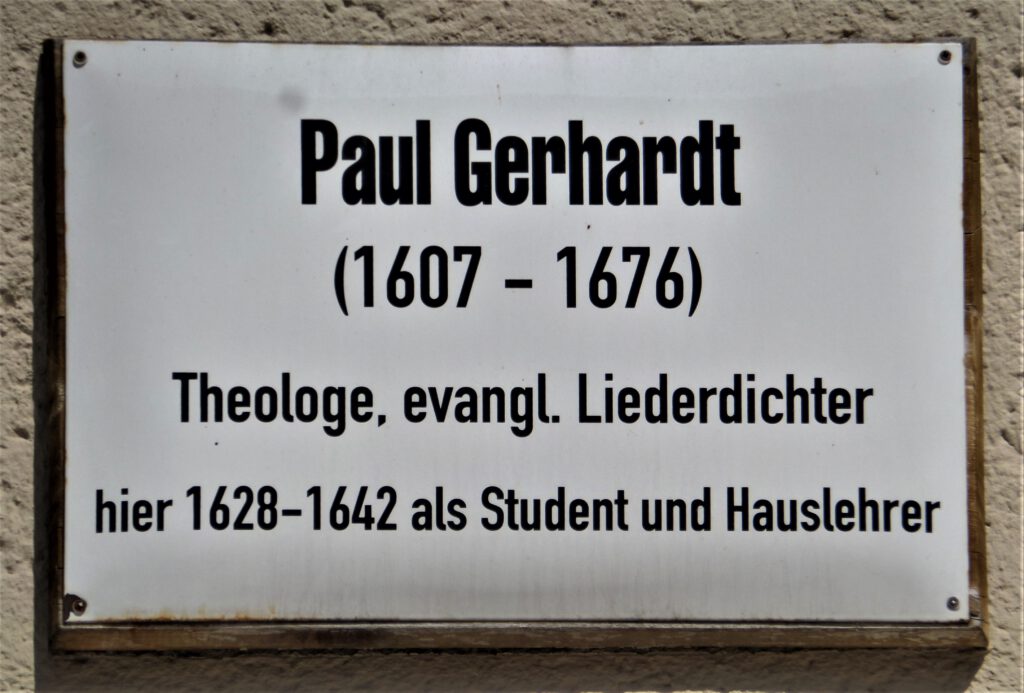 Paul Gerhardt
(1607 – 1676)
Theologe, evangl. Liederdichter
hier 1628–1642 als Student und Hauslehrer